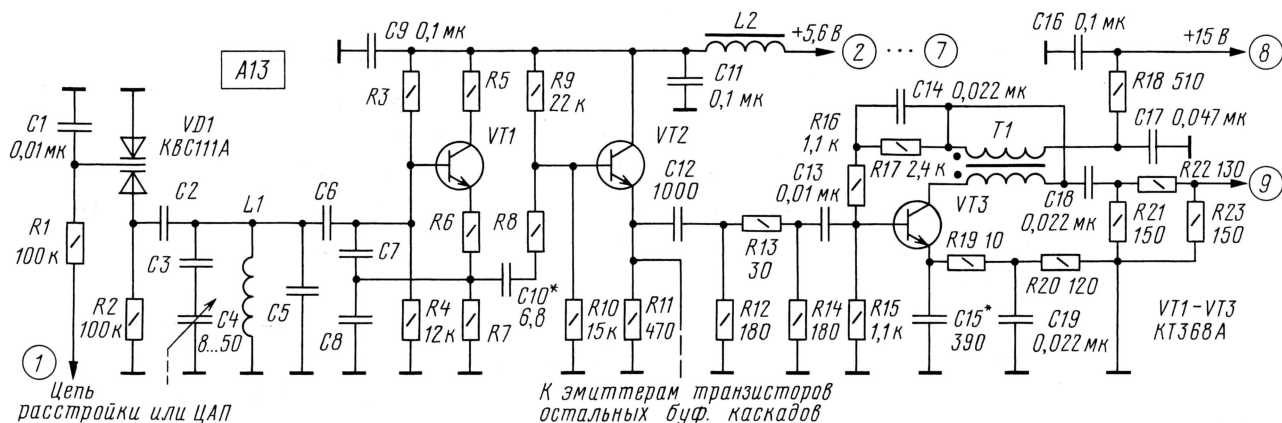 C9 0,1 мк
L2
+5,6 В
2 ... 7
C16 0,1 мк
+15 В
8
A13
R3
R5
R9
22 к
C11
0,1 мк
C14 0,022 мк
R18 510
C1
0,01 мк
VD1
КВС111А
VT1
VT2
R16
1,1 к
T1
C17 0,047 мк
R17 2,4 к
R22 130
9
C2
L1
C6
C12
1000
C13
0,01 мк
VT3
C18
0,022 мк
R1
100 к
C3
C7
R6
R8
R13
30
R19 10
R21
150
R23
150
R2
100 к
C4
8...50
C5
C8
R4
12 к
R7
C10*
6,8
R10
15 к
R11
470
R12
180
R14
180
R15
1,1 к
C15*
390
R20 120
C19
0,022 мк
VT1-VT3
КТ368А
1
Цепь
расстройки или ЦАП
К эмиттерам транзисторов
остальных буф. каскадов